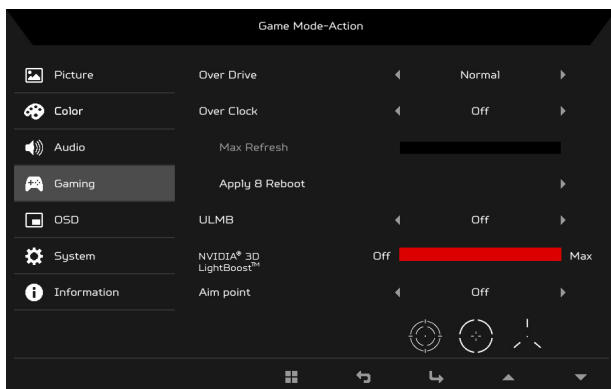 Game Mode-Action
Picture
Over Drive Normal
Color
Over Clock Off
Audio
Max Refresh
Gaming
Apply 8 Reboot
OSD
ULMB Off
System
NVIDIA® 3D
LightBoost™ Off Max
Information
Aim point Off